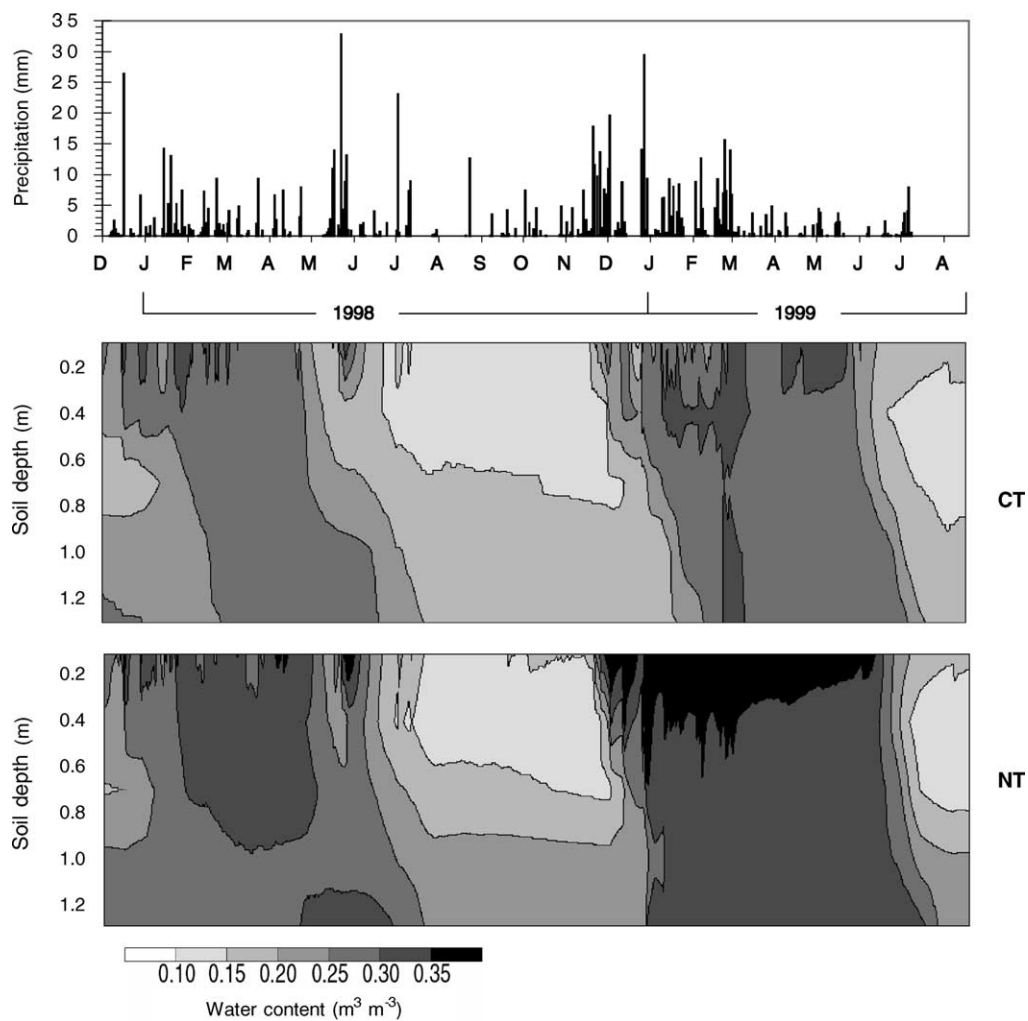 Precipitation (mm)
35
30
25
20
15
10
5
0
D J F M A M J J A S O N D J F M A M J J A
1998 1999
Soil depth (m)
0.2
0.4
0.6
0.8
1.0
1.2
CT
Soil depth (m)
0.2
0.4
0.6
0.8
1.0
1.2
NT
0.10 0.15 0.20 0.25 0.30 0.35
Water content (m³ m⁻³)